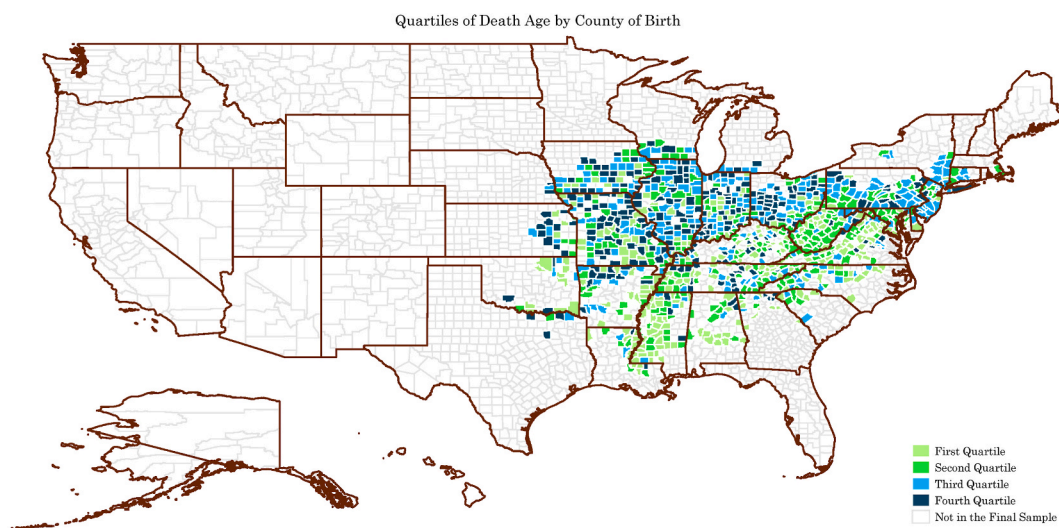 Quartiles of Death Age by County of Birth
First Quartile
Second Quartile
Third Quartile
Fourth Quartile
Not in the Final Sample